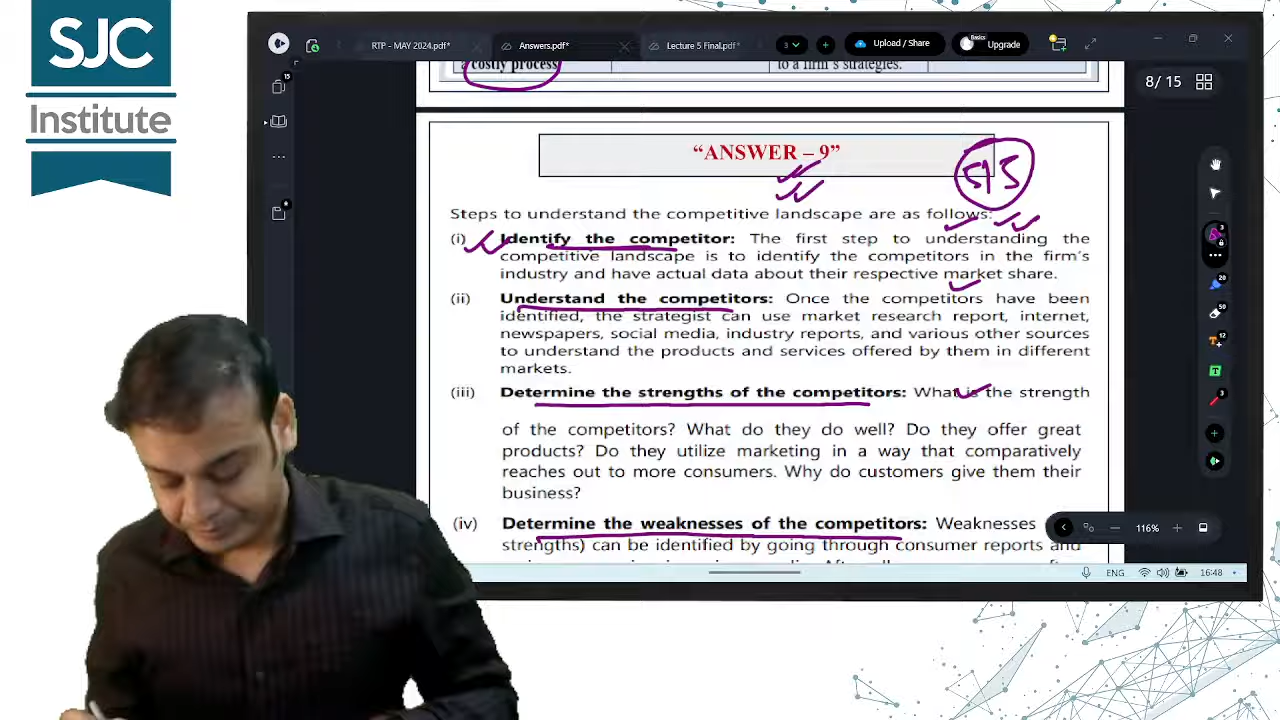 SJC
Institute
RTP - MAY 2024.pdf*
Answers.pdf*
Lecture 5 Final.pdf*
3
Upload / Share
Basics
Upgrade
costly process
to a firm's strategies.
8/15
"ANSWER – 9"
Steps to understand the competitive landscape are as follows:
(i) Identify the competitor: The first step to understanding the
competitive landscape is to identify the competitors in the firm's
industry and have actual data about their respective market share.
(ii) Understand the competitors: Once the competitors have been
identified, the strategist can use market research report, internet,
newspapers, social media, industry reports, and various other sources
to understand the products and services offered by them in different
markets.
(iii) Determine the strengths of the competitors: What is the strength
of the competitors? What do they do well? Do they offer great
products? Do they utilize marketing in a way that comparatively
reaches out to more consumers. Why do customers give them their
business?
(iv) Determine the weaknesses of the competitors: Weaknesses
strengths) can be identified by going through consumer reports and
116%
ENG
16:48
15
3
20
50
12
3